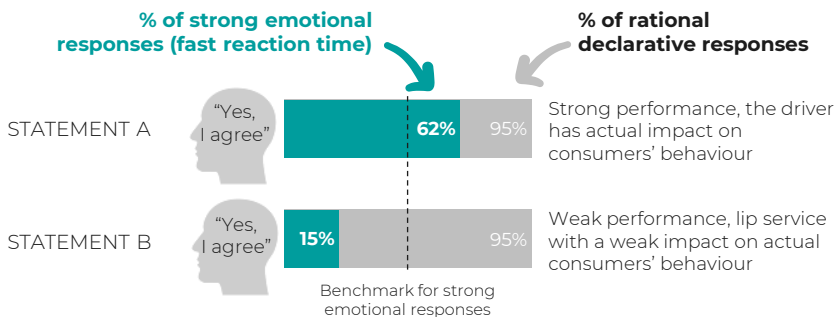 % of strong emotional
responses (fast reaction time)
% of rational
declarative responses
STATEMENT A
“Yes,
I agree”
62%
95%
Strong performance, the driver
has actual impact on
consumers’ behaviour
STATEMENT B
“Yes,
I agree”
15%
95%
Weak performance, lip service
with a weak impact on actual
consumers’ behaviour
Benchmark for strong
emotional responses